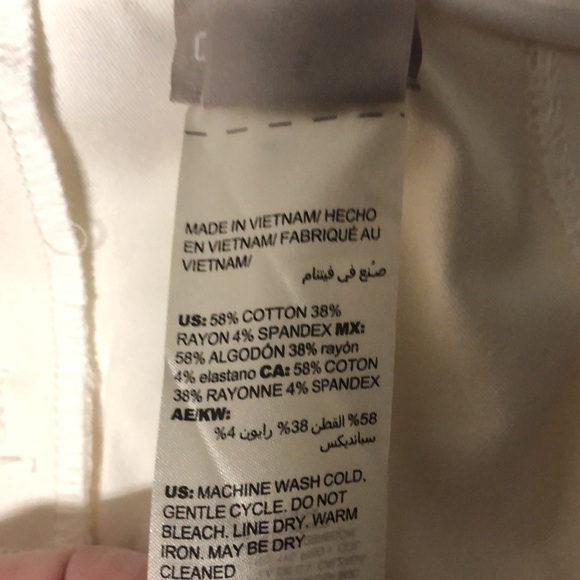 MADE IN VIETNAM/ HECHO
EN VIETNAM/ FABRIQUÉ AU
VIETNAM/
صُنع في فيتنام
US: 58% COTTON 38%
RAYON 4% SPANDEX MX:
58% ALGODÓN 38% rayón
4% elastano CA: 58% COTON
38% RAYONNE 4% SPANDEX
AE/KW:
58% القطن 38% رايون 4%
سبانديكس
US: MACHINE WASH COLD.
GENTLE CYCLE. DO NOT
BLEACH. LINE DRY. WARM
IRON. MAY BE DRY
CLEANED